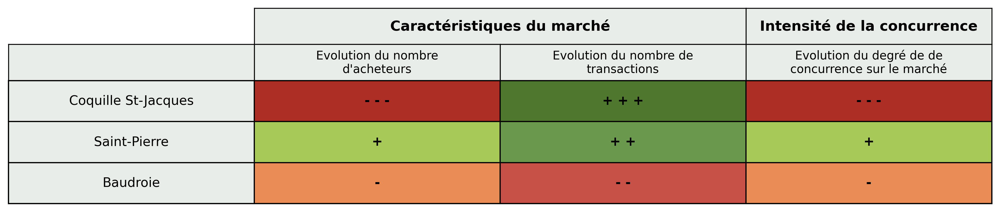 Caractéristiques du marché
Intensité de la concurrence
Evolution du nombre
d'acheteurs
Evolution du nombre de
transactions
Evolution du degré de de
concurrence sur le marché
Coquille St-Jacques
- - -
+ + +
- - -
Saint-Pierre
+
+ +
+
Baudroie
-
- -
-